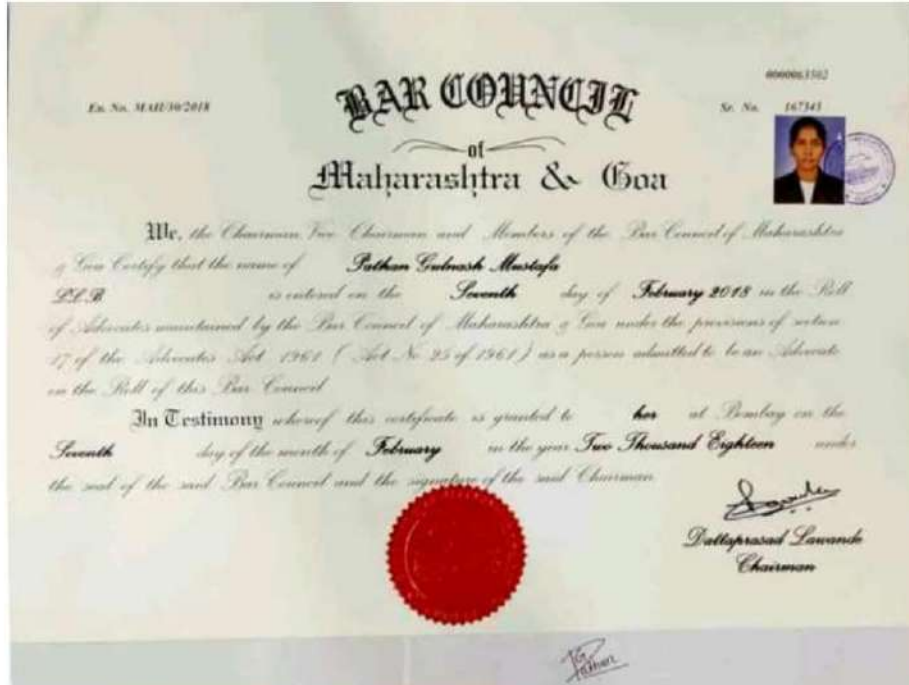 0000063502
En. No. MAH/30/2018
Sr. No. 167345
BAR COUNCIL
of
Maharashtra & Goa
We, the Chairman Vice Chairman and Members of the Bar Council of Maharashtra
& Goa Certify that the name of Pathan Gulnash Mustafa
LL.B is entered on the Seventh day of February 2018 in the Roll
of Advocates maintained by the Bar Council of Maharashtra & Goa under the provisions of section
17 of the Advocates Act 1961 ( Act No 25 of 1961 ) as a person admitted to be an Advocate
on the Roll of this Bar Council
In Testimony whereof this certificate is granted to her at Bombay on the
Seventh day of the month of February in the year Two Thousand Eighteen under
the seal of the said Bar Council and the signature of the said Chairman
Dattaprasad Lawande
Chairman